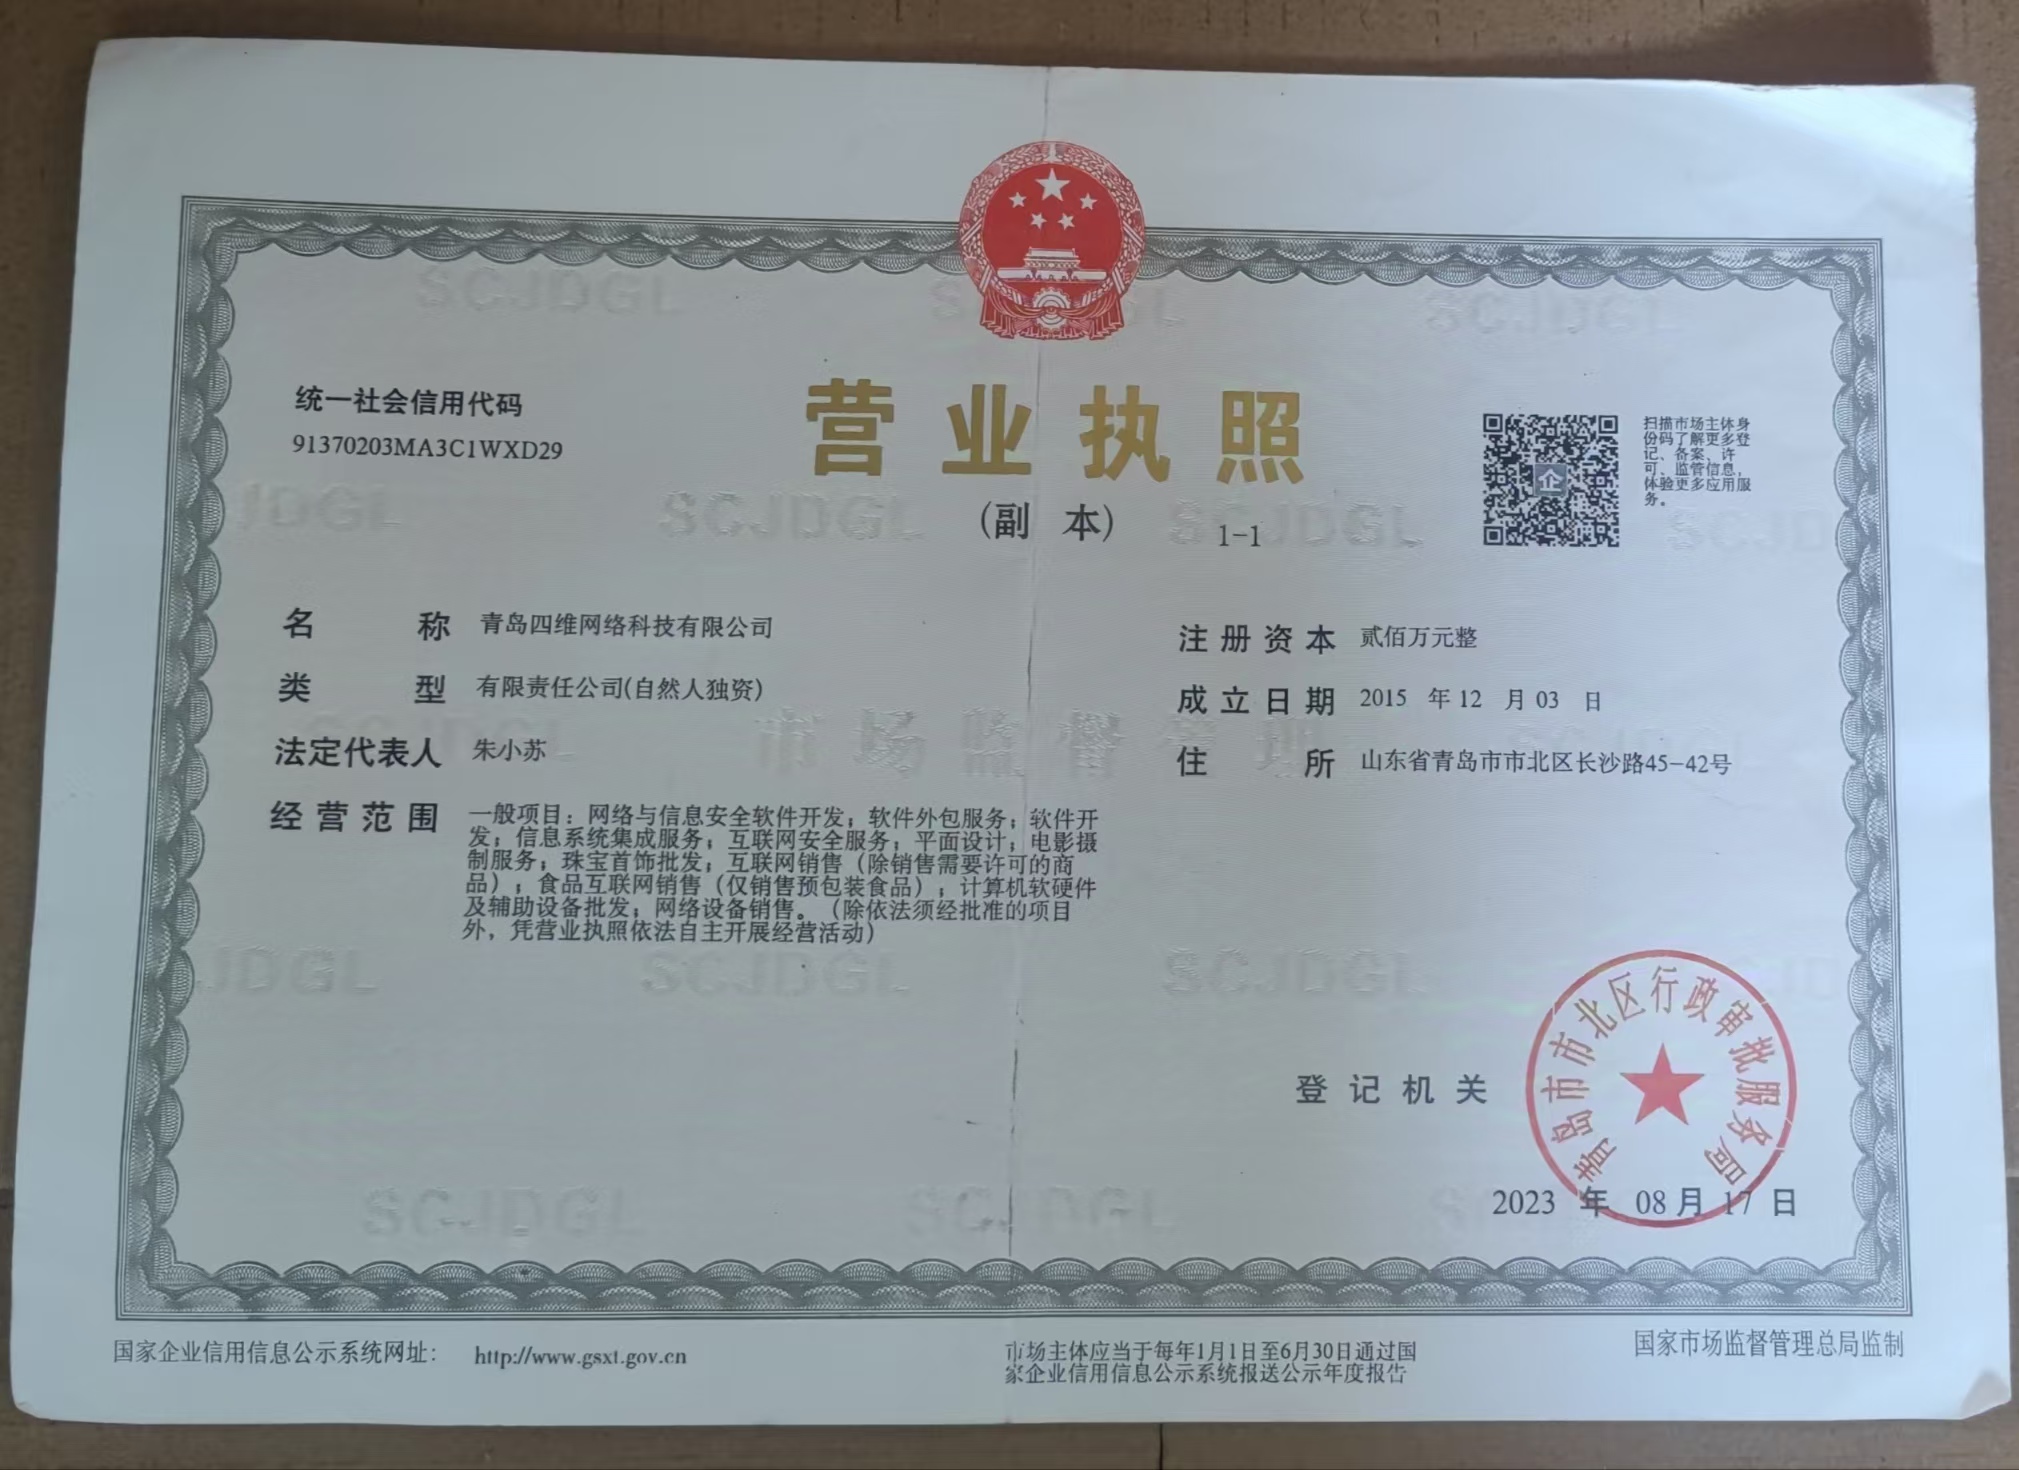 统一社会信用代码
91370203MA3C1WXD29
营业执照
(副 本) 1-1
扫描市场主体身
份码了解更多登
记、备案、许
可、监管信息,
体验更多应用服
务。
名 称 青岛四维网络科技有限公司
类 型 有限责任公司(自然人独资)
法定代表人 朱小苏
经营范围 一般项目：网络与信息安全软件开发；软件外包服务；软件开
发；信息系统集成服务；互联网安全服务；平面设计；电影摄
制服务；珠宝首饰批发；互联网销售（除销售需要许可的商
品）；食品互联网销售（仅销售预包装食品）；计算机软硬件
及辅助设备批发；网络设备销售。（除依法须经批准的项目
外，凭营业执照依法自主开展经营活动）
注册资本 贰佰万元整
成立日期 2015 年 12 月 03 日
住 所 山东省青岛市市北区长沙路45-42号
登记机关
青岛市市北区行政审批服务局
2023 年 08 月 17 日
国家企业信用信息公示系统网址： http://www.gsxt.gov.cn
市场主体应当于每年1月1日至6月30日通过国
家企业信用信息公示系统报送公示年度报告
国家市场监督管理总局监制
SCJDGL
市场监督管理